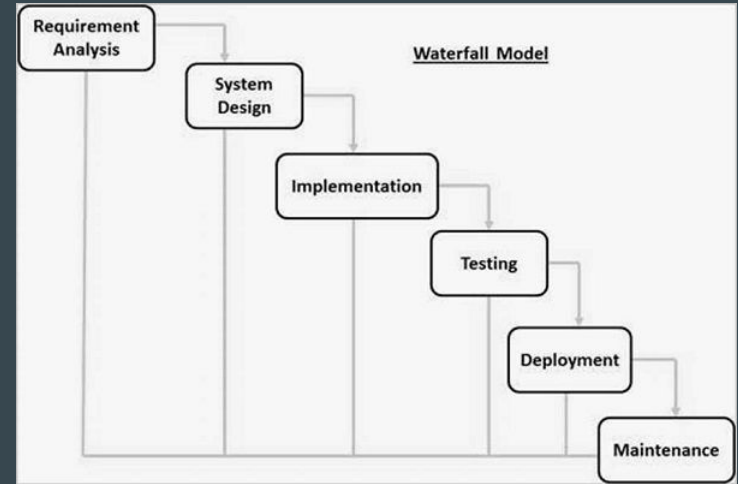 Requirement
Analysis
Waterfall Model
System
Design
Implementation
Testing
Deployment
Maintenance